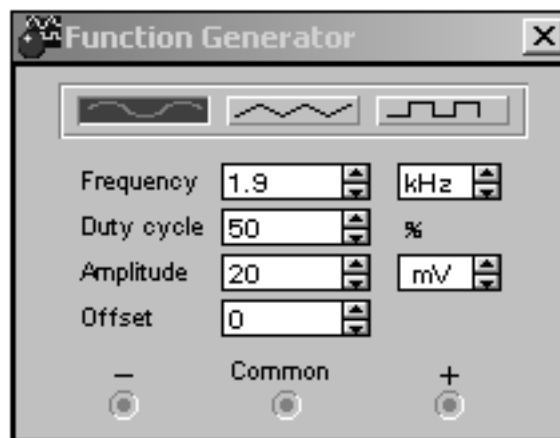 Function Generator
Frequency 1.9 kHz
Duty cycle 50 %
Amplitude 20 mV
Offset 0
− Common +